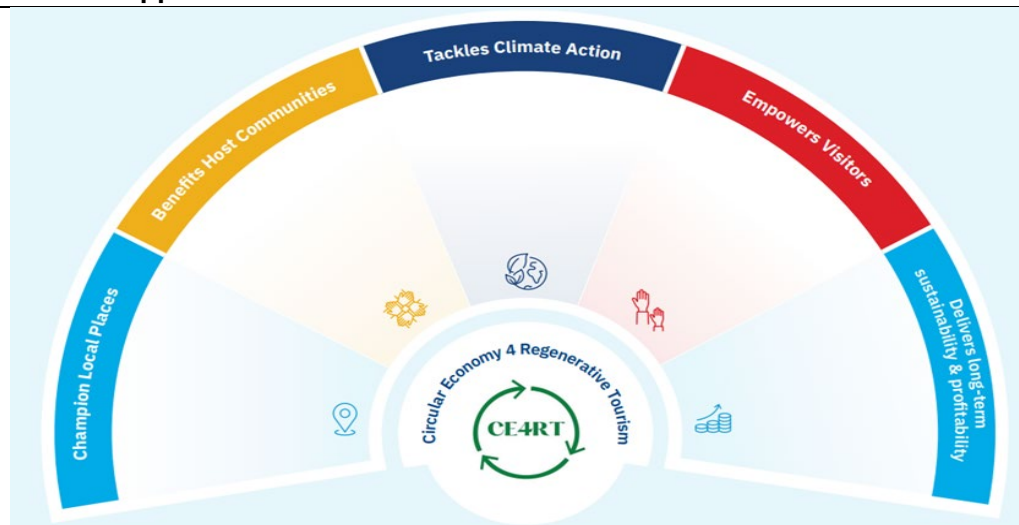 Champion Local Places
Benefits Host Communities
Tackles Climate Action
Empowers Visitors
Delivers long-term
sustainability & profitability
Circular Economy 4 Regenerative Tourism
CE4RT